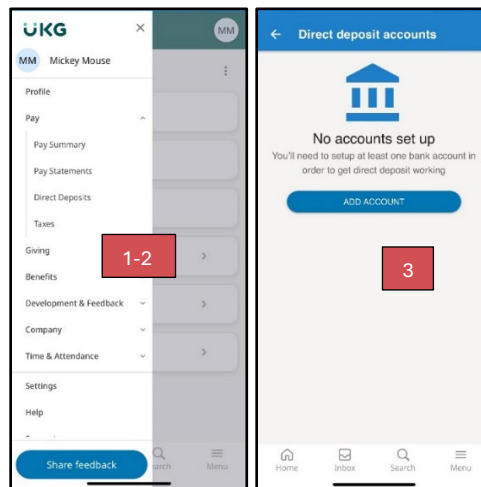 UKG
×
MM
MM Mickey Mouse
Profile
Pay
Pay Summary
Pay Statements
Direct Deposits
Taxes
Giving
1-2
Benefits
Development & Feedback
Company
Time & Attendance
Settings
Help
Share feedback
Menu
Direct deposit accounts
No accounts set up
You'll need to setup at least one bank account in
order to get direct deposit working
ADD ACCOUNT
3
Home Inbox Search Menu